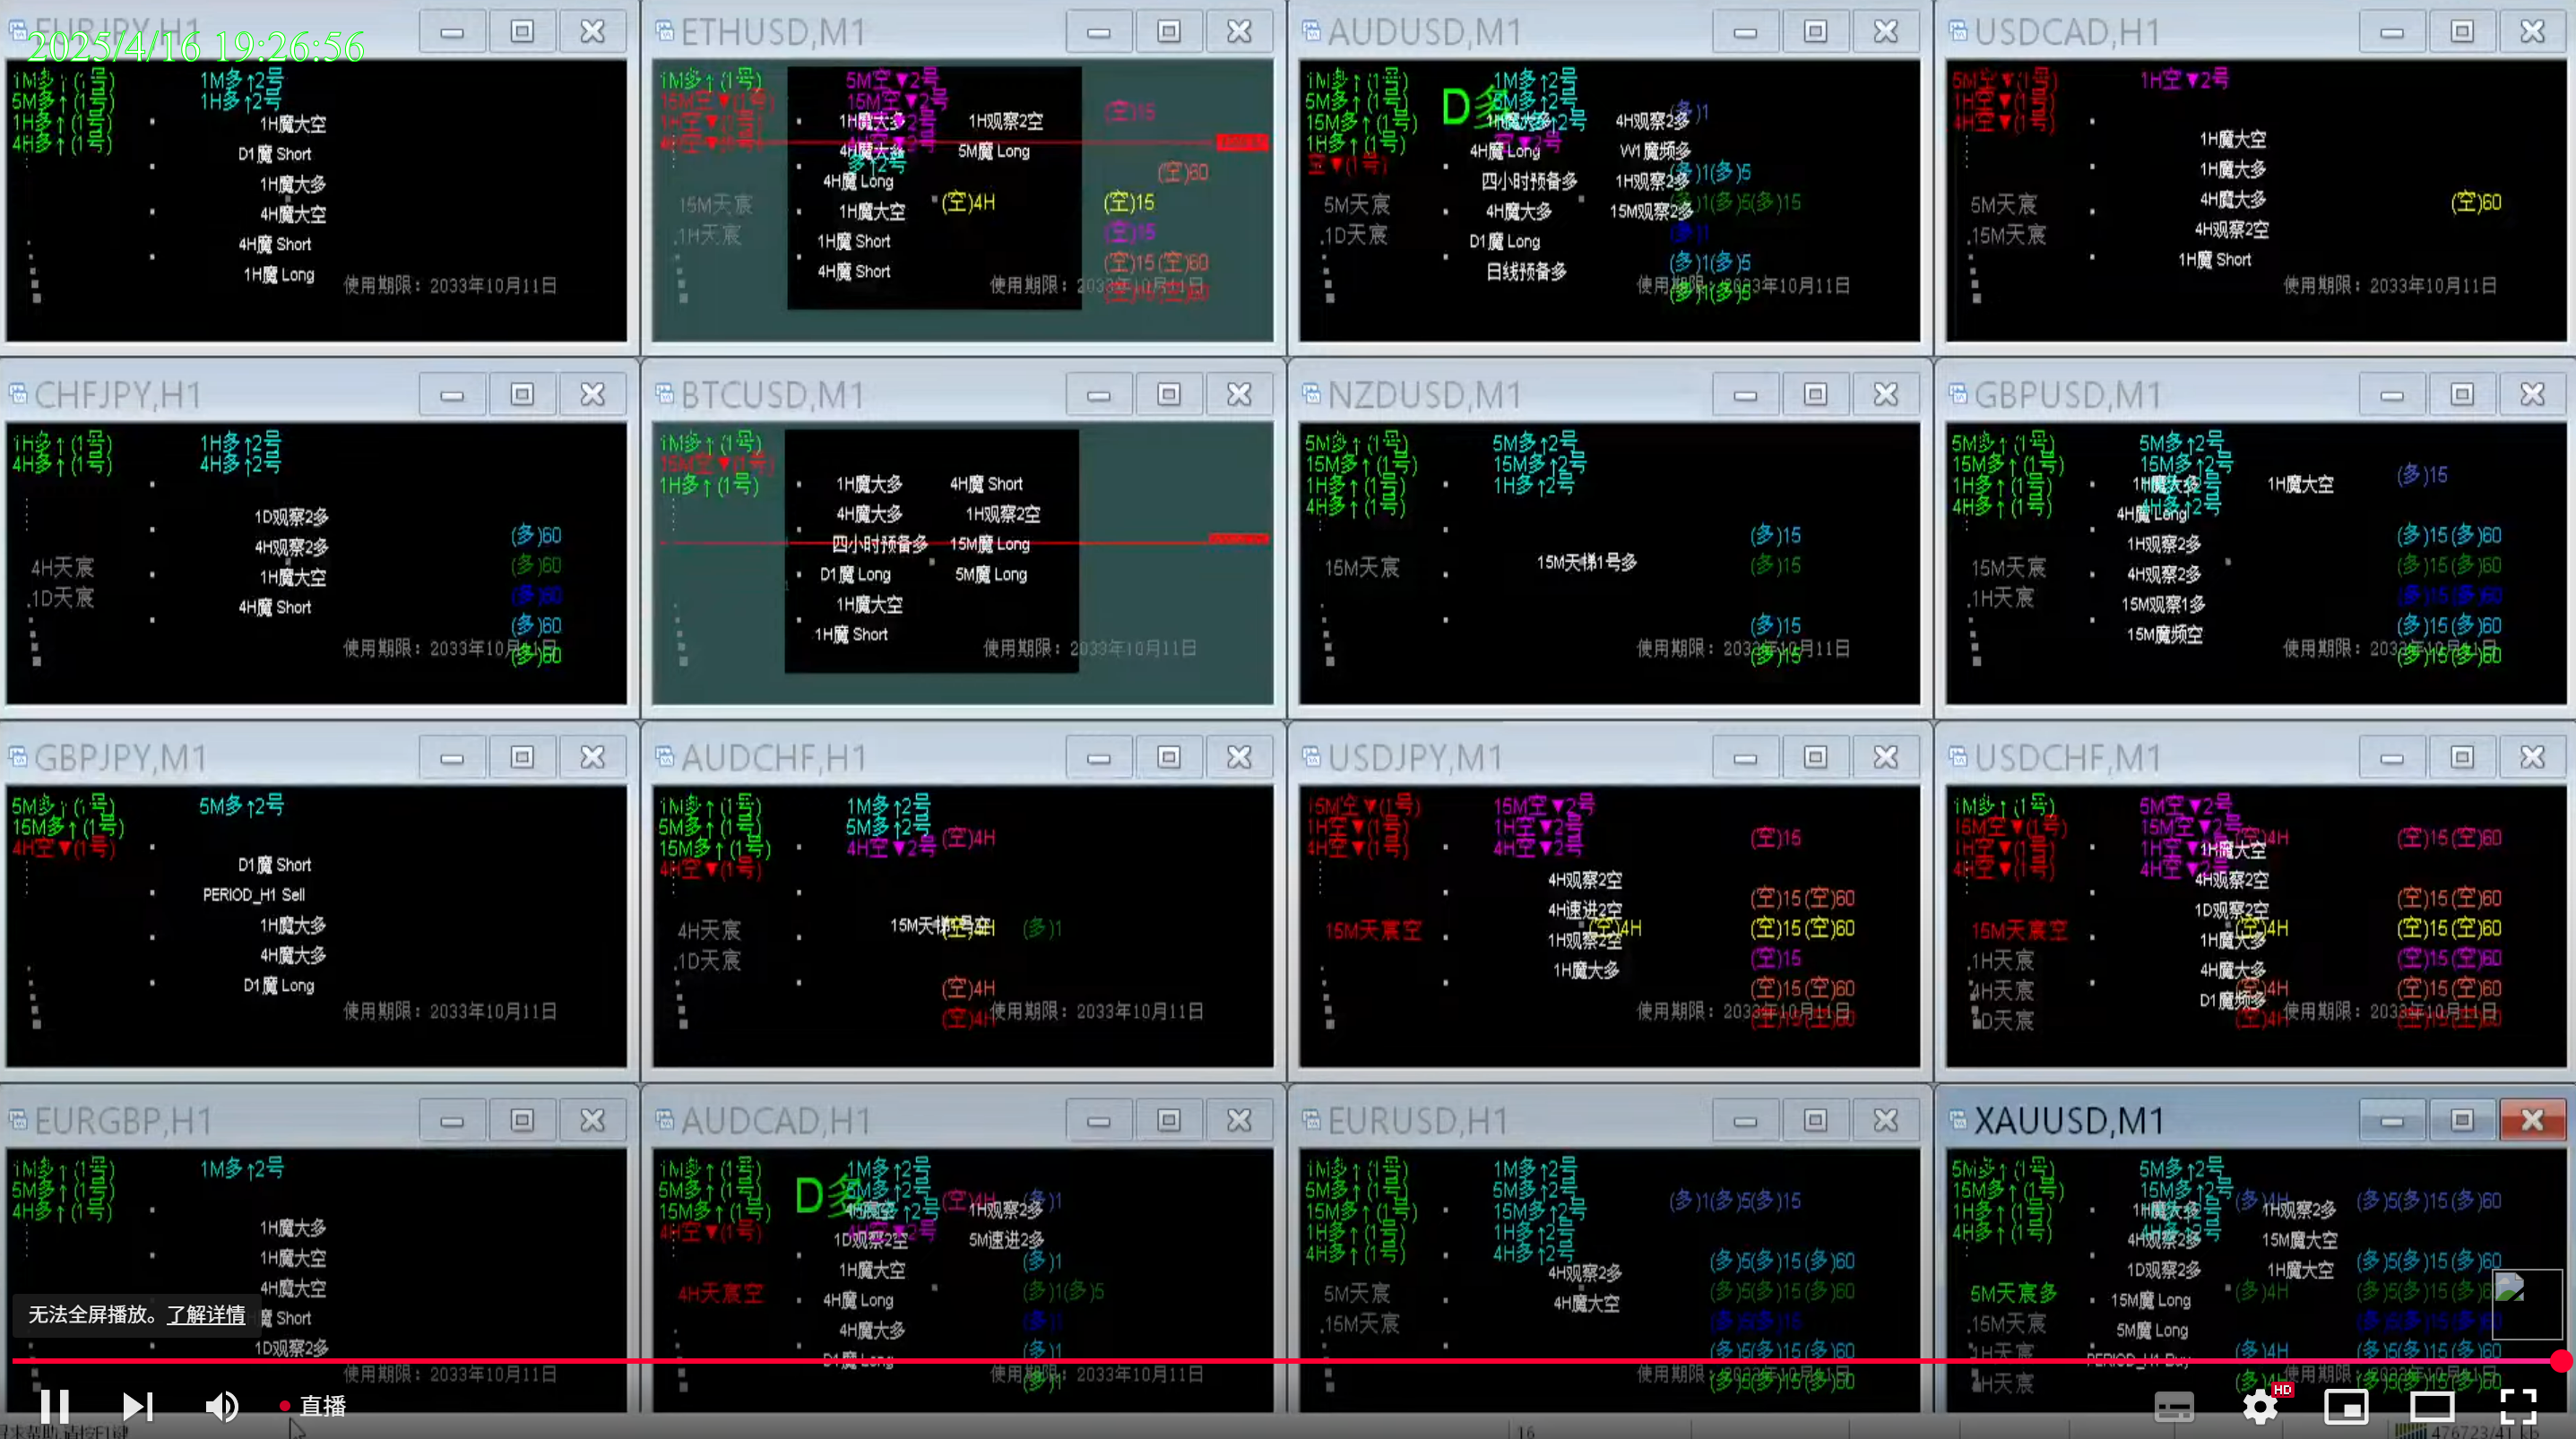 EURJPY,H1
2025/4/16 19:26:56
1M多↑(1号) 1M多↑2号
5M多↑(1号) 1H多↑2号
1H多↑(1号) 1H魔大空
4H多↑(1号)
D1魔 Short
1H魔大多
4H魔大空
4H魔 Short
1H魔 Long
使用期限：2033年10月11日
ETHUSD,M1
1M多↑(1号) 5M空▼2号
15M空▼(1号) 15M空▼2号
(空)15
1H魔大多 1H观察2空
4H魔大多 5M魔 Long
多↑2号
(空)60
4H魔 Long
15M天宸 1H魔大空 (空)4H (空)15
.1H天宸 1H魔 Short (空)15
4H魔 Short (空)15(空)60
使用期限：2033年10月11日
AUDUSD,M1
1M多↑(1号) 1M多↑2号
5M多↑(1号) D多 5M多↑2号
15M多↑(1号) 1H魔大多 4H观察2多 (多)1
1H多↑(1号) 4H魔 Long W1魔频多
空▼(1号) (多)1(多)5
四小时预备多 1H观察2多
5M天宸 4H魔大多 15M观察2多 (多)1(多)5(多)15
.1D天宸 D1魔 Long (多)1
日线预备多 (多)1(多)5
使用期限：2033年10月11日
(多)1(多)5
USDCAD,H1
5M空▼(1号) 1H空▼2号
1H空▼(1号)
4H空▼(1号)
1H魔大空
1H魔大多
5M天宸 4H魔大多 (空)60
.15M天宸 4H观察2空
1H魔 Short
使用期限：2033年10月11日
CHFJPY,H1
1H多↑(1号) 1H多↑2号
4H多↑(1号) 4H多↑2号
1D观察2多
(多)60
4H观察2多
4H天宸 1H魔大空 (多)60
.1D天宸 4H魔 Short (多)60
(多)60
使用期限：2033年10月11日
(多)60
BTCUSD,M1
1M多↑(1号)
15M空▼(1号)
1H多↑(1号) 1H魔大多 4H魔 Short
4H魔大多 1H观察2空
四小时预备多 15M魔 Long
D1魔 Long 5M魔 Long
1H魔大空
1H魔 Short
使用期限：2033年10月11日
NZDUSD,M1
5M多↑(1号) 5M多↑2号
15M多↑(1号) 15M多↑2号
1H多↑(1号) 1H多↑2号
4H多↑(1号)
(多)15
15M天宸 15M天梯1号多 (多)15
(多)15
使用期限：2033年10月11日
(多)15
GBPUSD,M1
5M多↑(1号) 5M多↑2号
15M多↑(1号) 15M多↑2号 (多)15
1H多↑(1号) 1H魔大多 1H魔大空
4H多↑(1号) 4H多↑2号
4H魔 Long
1H观察2多 (多)15(多)60
15M天宸 4H观察2多 (多)15(多)60
.1H天宸 15M观察1多 (多)15(多)60
15M魔频空 (多)15(多)60
使用期限：2033年10月11日
(多)15(多)60
GBPJPY,M1
5M多↑(1号) 5M多↑2号
15M多↑(1号)
4H空▼(1号)
D1魔 Short
PERIOD_H1 Sell
1H魔大多
4H魔大多
D1魔 Long
使用期限：2033年10月11日
AUDCHF,H1
1M多↑(1号) 1M多↑2号
5M多↑(1号) 5M多↑2号
15M多↑(1号) 4H空▼2号 (空)4H
4H空▼(1号)
4H天宸 (多)1
.1D天宸
(空)4H
(空)4H 使用期限：2033年10月11日
USDJPY,M1
15M空▼(1号) 15M空▼2号
1H空▼(1号) 1H空▼2号 (空)15
4H空▼(1号) 4H空▼2号
4H观察2空
4H速进2空 (空)15(空)60
15M天宸空 (空)4H (空)15(空)60
1H观察2空 (空)15
1H魔大多 (空)15(空)60
使用期限：2033年10月11日
USDCHF,M1
1M多↑(1号) 5M空▼2号
15M空▼(1号) 15M空▼2号 (空)4H (空)15(空)60
1H空▼(1号) 1H空▼2号 1H魔大空
4H空▼(1号) 4H空▼2号
4H观察2空
1D观察2空 (空)15(空)60
15M天宸空 (空)4H (空)15(空)60
1H魔大多
.1H天宸 4H魔大多 (空)15(空)60
4H天宸 D1魔频多 (空)4H (空)15(空)60
1D天宸 (空)4H 使用期限：2033年10月11日
EURGBP,H1
1M多↑(1号) 1M多↑2号
5M多↑(1号)
4H多↑(1号)
1H魔大多
1H魔大空
4H魔大空
魔 Short
1D观察2多
使用期限：2033年10月11日
AUDCAD,H1
1M多↑(1号) 1M多↑2号
5M多↑(1号) D多 5M多↑2号 (空)4H (多)1
15M多↑(1号) 1H观察2多
4H空▼(1号) 1D观察2空 5M速进2多
1H魔大空 (多)1
4H天宸空 4H魔 Long (多)1(多)5
4H魔大多
D1魔 Long (多)1
使用期限：2033年10月11日
(多)1
EURUSD,H1
1M多↑(1号) 1M多↑2号
5M多↑(1号) 5M多↑2号 (多)1(多)5(多)15
15M多↑(1号) 15M多↑2号
1H多↑(1号) 1H多↑2号
4H多↑(1号) 4H多↑2号
4H观察2多 (多)5(多)15(多)60
5M天宸 4H魔大空 (多)5(多)15(多)60
.15M天宸 (多)5(多)15
(多)5(多)15(多)60
使用期限：2033年10月11日
(多)5(多)15(多)60
XAUUSD,M1
5M多↑(1号) 5M多↑2号
15M多↑(1号) 15M多↑2号 (多)4H (多)5(多)15(多)60
1H多↑(1号) 1H魔大多 1H观察2多
4H多↑(1号) 4H观察2多 15M魔大空
1D观察2多 1H魔大空 (多)5(多)15(多)60
5M天宸多 15M魔 Long (多)4H (多)5(多)15(多)6
.15M天宸 5M魔 Long
1H天宸 PERIOD_H1 Buy (多)4H (多)5(多)15(多)60
4H天宸 使用期限：2033年10月11日
无法全屏播放。了解详情
直播
HD
16
476723/41 kb